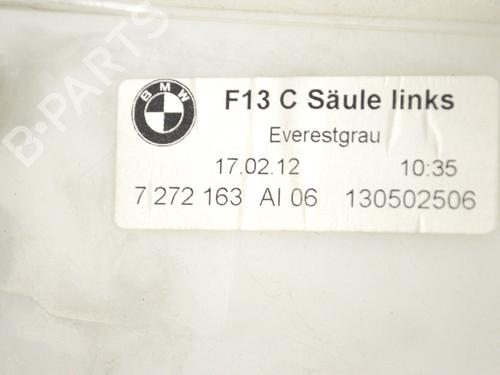 B-PARTS
BMW
F13 C Säule links
Everestgrau
17.02.12 10:35
7 272 163 AI 06 130502506